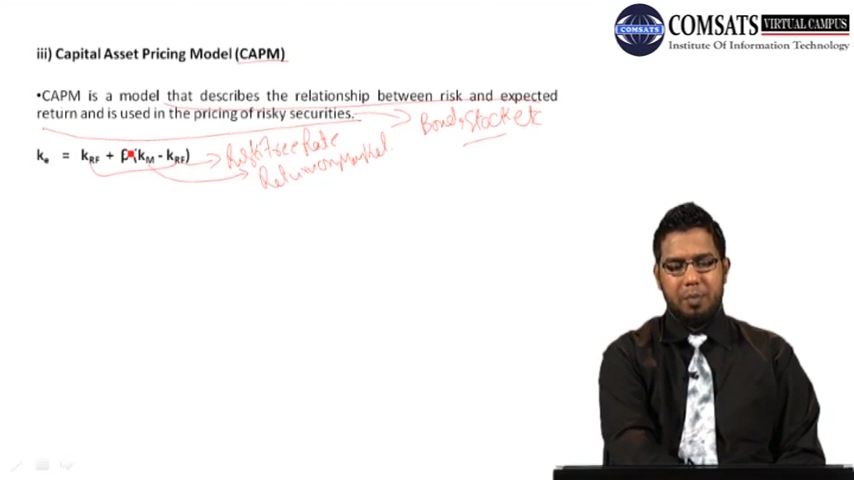 COMSATS VIRTUAL CAMPUS
Institute Of Information Technology
iii) Capital Asset Pricing Model (CAPM)
•CAPM is a model that describes the relationship between risk and expected
return and is used in the pricing of risky securities.
Bond, Stock etc
kₑ = k_RF + β(k_M - k_RF)
Risk Free Rate
Return on Market